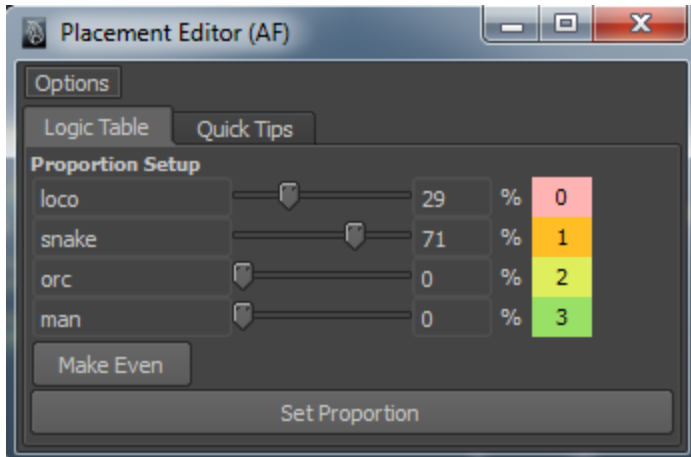 Placement Editor (AF)
Options
Logic Table Quick Tips
Proportion Setup
loco 29 % 0
snake 71 % 1
orc 0 % 2
man 0 % 3
Make Even
Set Proportion